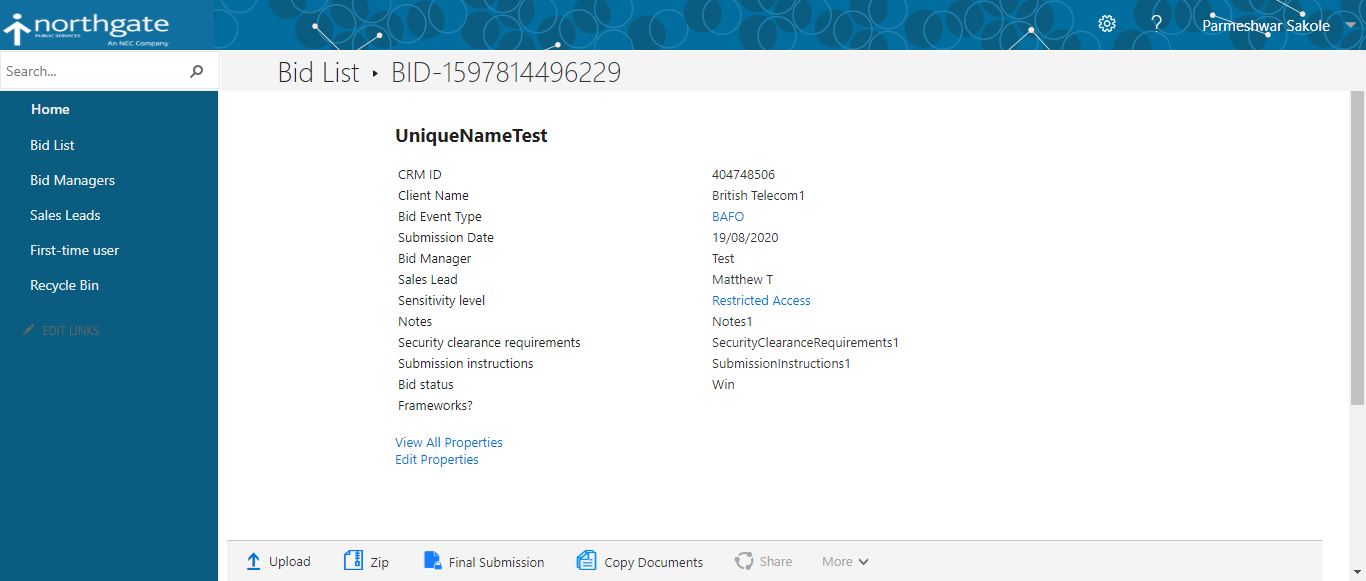 northgate
PUBLIC SERVICES
An NEC Company
? Parmeshwar Sakole
Search...
Bid List ▸ BID-1597814496229
Home
Bid List
Bid Managers
Sales Leads
First-time user
Recycle Bin
EDIT LINKS
UniqueNameTest
CRM ID 404748506
Client Name British Telecom1
Bid Event Type BAFO
Submission Date 19/08/2020
Bid Manager Test
Sales Lead Matthew T
Sensitivity level Restricted Access
Notes Notes1
Security clearance requirements SecurityClearanceRequirements1
Submission instructions SubmissionInstructions1
Bid status Win
Frameworks?
View All Properties
Edit Properties
Upload Zip Final Submission Copy Documents Share More